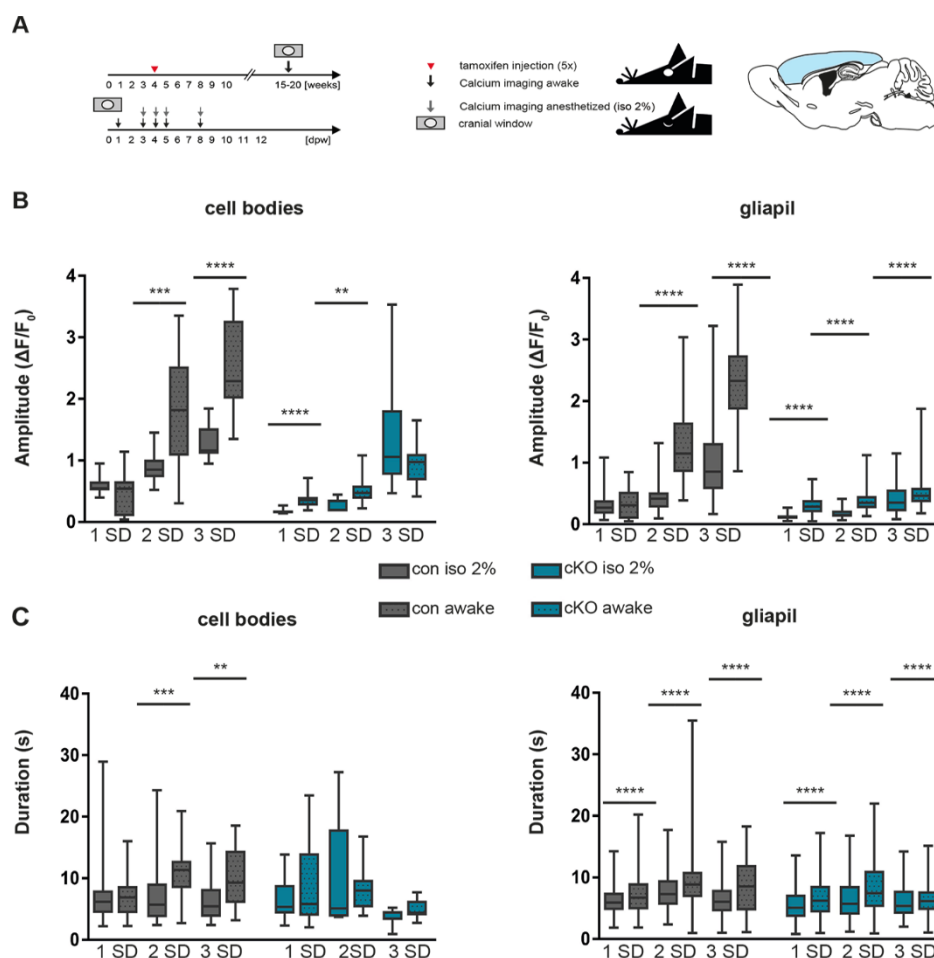 A
0 1 2 3 4 5 6 7 8 9 10 15-20 [weeks]
0 1 2 3 4 5 6 7 8 9 10 11 12 [dpw]
tamoxifen injection (5x)
Calcium imaging awake
Calcium imaging anesthetized (iso 2%)
cranial window
B
cell bodies
Amplitude (ΔF/F0)
4
3
2
1
0
*** **** **** **
1 SD 2 SD 3 SD 1 SD 2 SD 3 SD
gliapil
Amplitude (ΔF/F0)
4
3
2
1
0
**** **** **** **** ****
1 SD 2 SD 3 SD 1 SD 2 SD 3 SD
con iso 2% cKO iso 2%
con awake cKO awake
C
cell bodies
Duration (s)
40
30
20
10
0
*** **
1 SD 2 SD 3 SD 1 SD 2SD 3 SD
gliapil
Duration (s)
40
30
20
10
0
**** **** **** **** **** ****
1 SD 2 SD 3 SD 1 SD 2 SD 3 SD